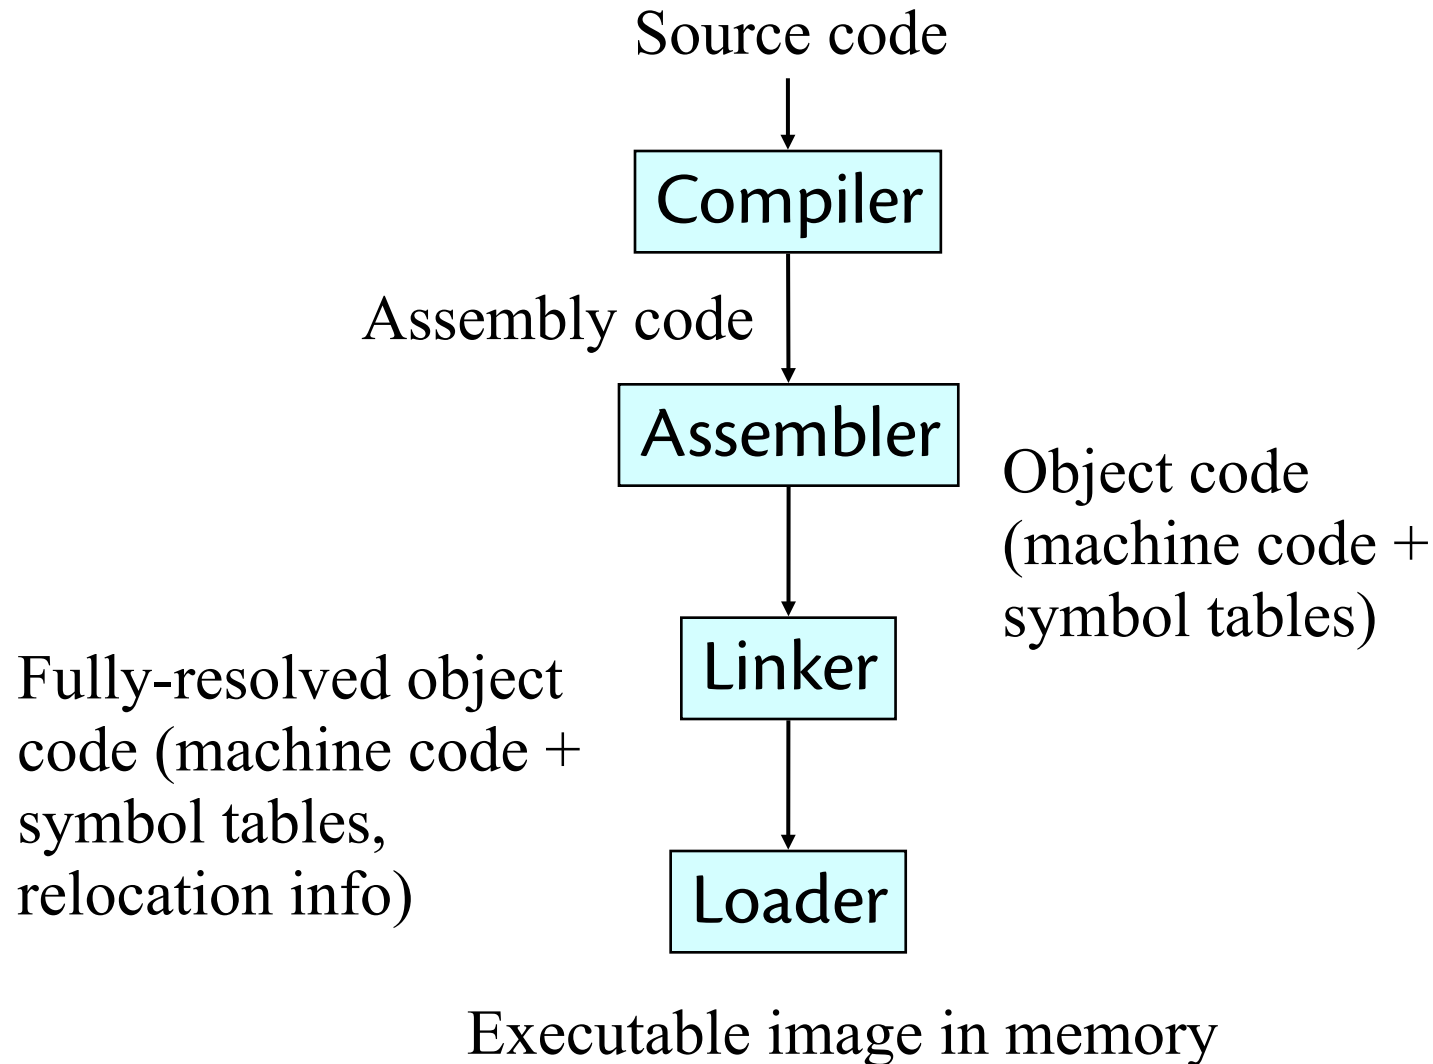 Source code
Compiler
Assembly code
Assembler
Object code
(machine code +
symbol tables)
Linker
Fully-resolved object
code (machine code +
symbol tables,
relocation info)
Loader
Executable image in memory